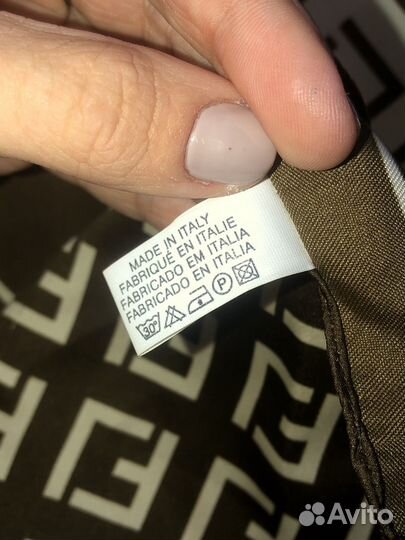 MADE IN ITALY
FABRIQUÉ EN ITALIE
FABRICADO EM ITALIA
FABRICADO EN ITALIA
30° P
Avito